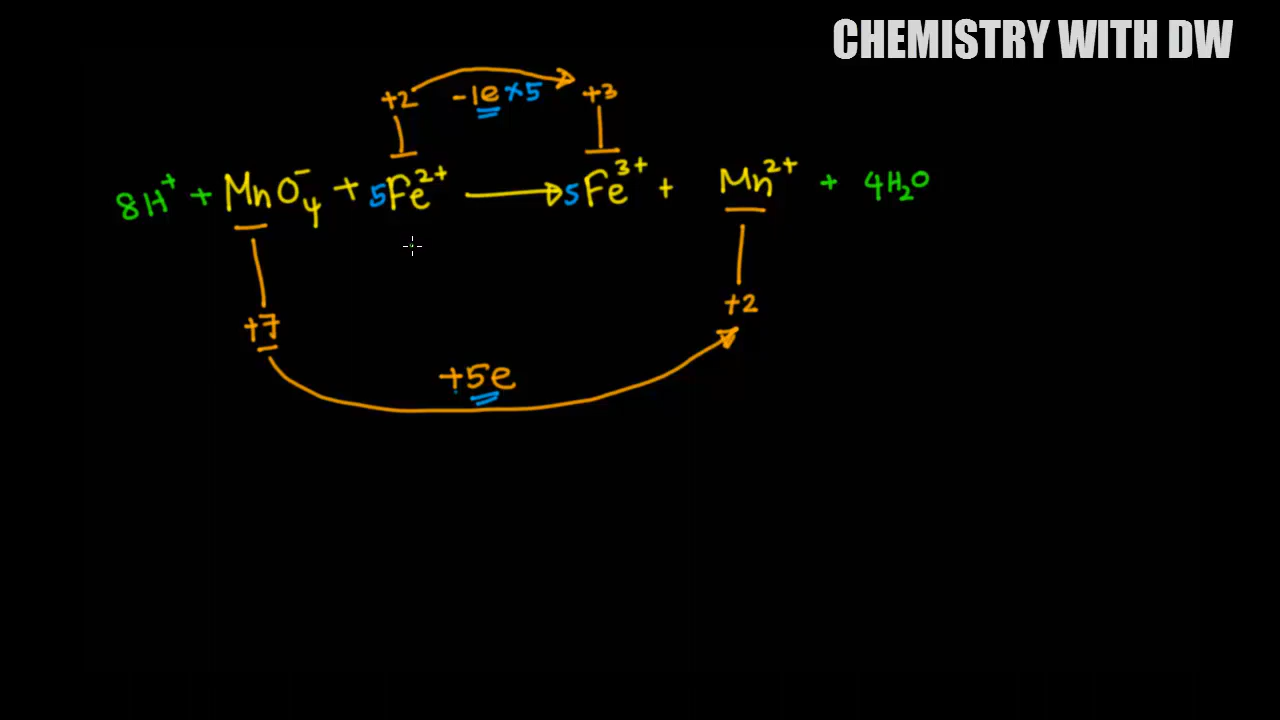 CHEMISTRY WITH DW
+2 -1e ×5 +3
8H⁺ + MnO₄⁻ + 5Fe²⁺ → 5Fe³⁺ + Mn²⁺ + 4H₂O
+2
+7
+5e